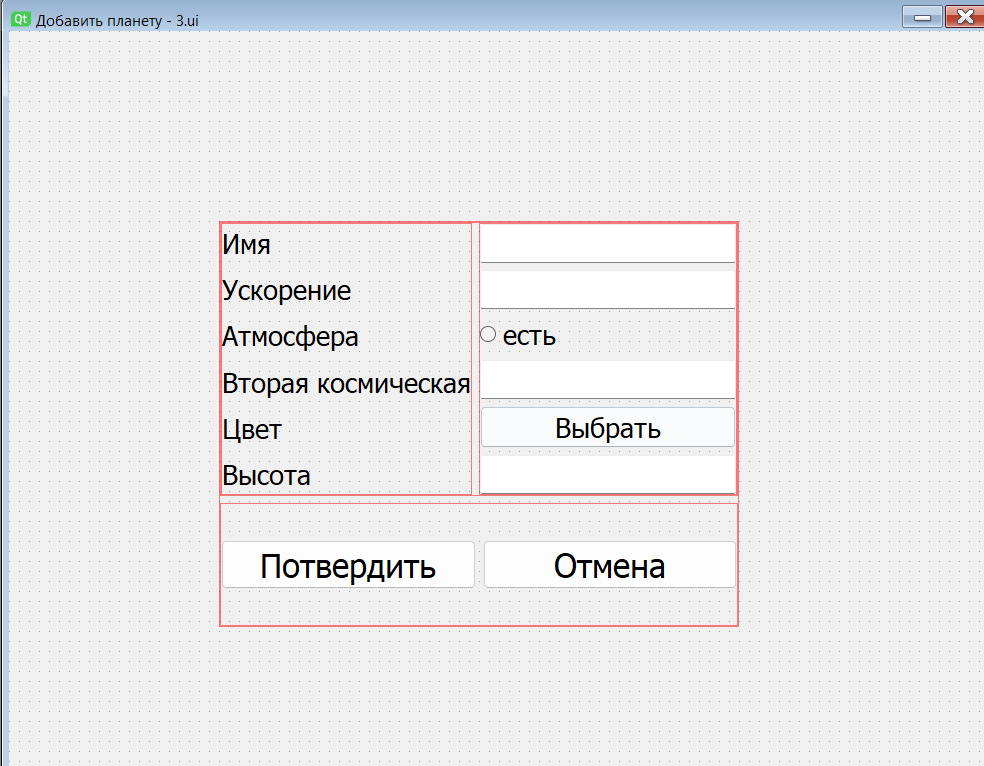 Qt Добавить планету - 3.ui
Имя
Ускорение
Атмосфера есть
Вторая космическая
Цвет Выбрать
Высота
Потвердить Отмена